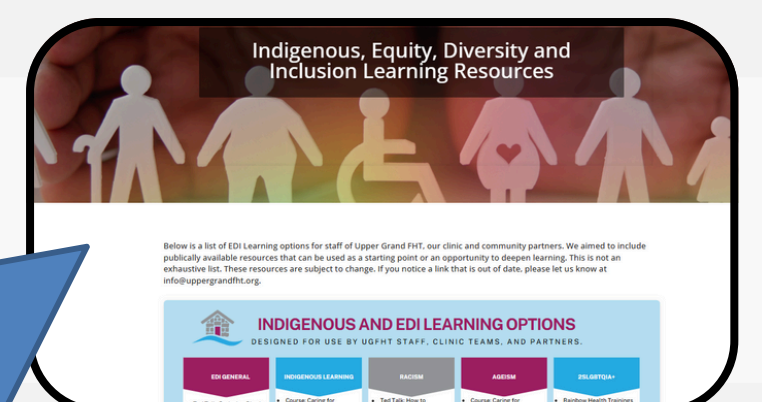 Indigenous, Equity, Diversity and
Inclusion Learning Resources
Below is a list of EDI Learning options for staff of Upper Grand FHT, our clinic and community partners. We aimed to include
publically available resources that can be used as a starting point or an opportunity to deepen learning. This is not an
exhaustive list. These resources are subject to change. If you notice a link that is out of date, please let us know at
info@uppergrandfht.org.
INDIGENOUS AND EDI LEARNING OPTIONS
DESIGNED FOR USE BY UGFHT STAFF, CLINIC TEAMS, AND PARTNERS.
EDI GENERAL INDIGENOUS LEARNING RACISM AGEISM 2SLGBTQIA+
• Course: Caring for • Ted Talk: How to • Course: Caring for • Rainbow Health Trainings